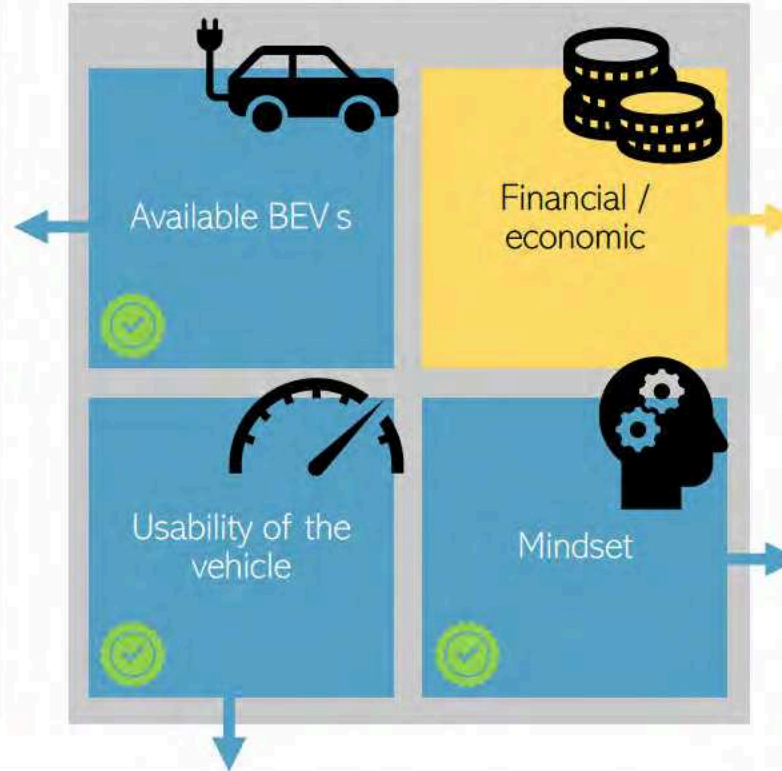 Available BEV s
Financial /
economic
Usability of the
vehicle
Mindset